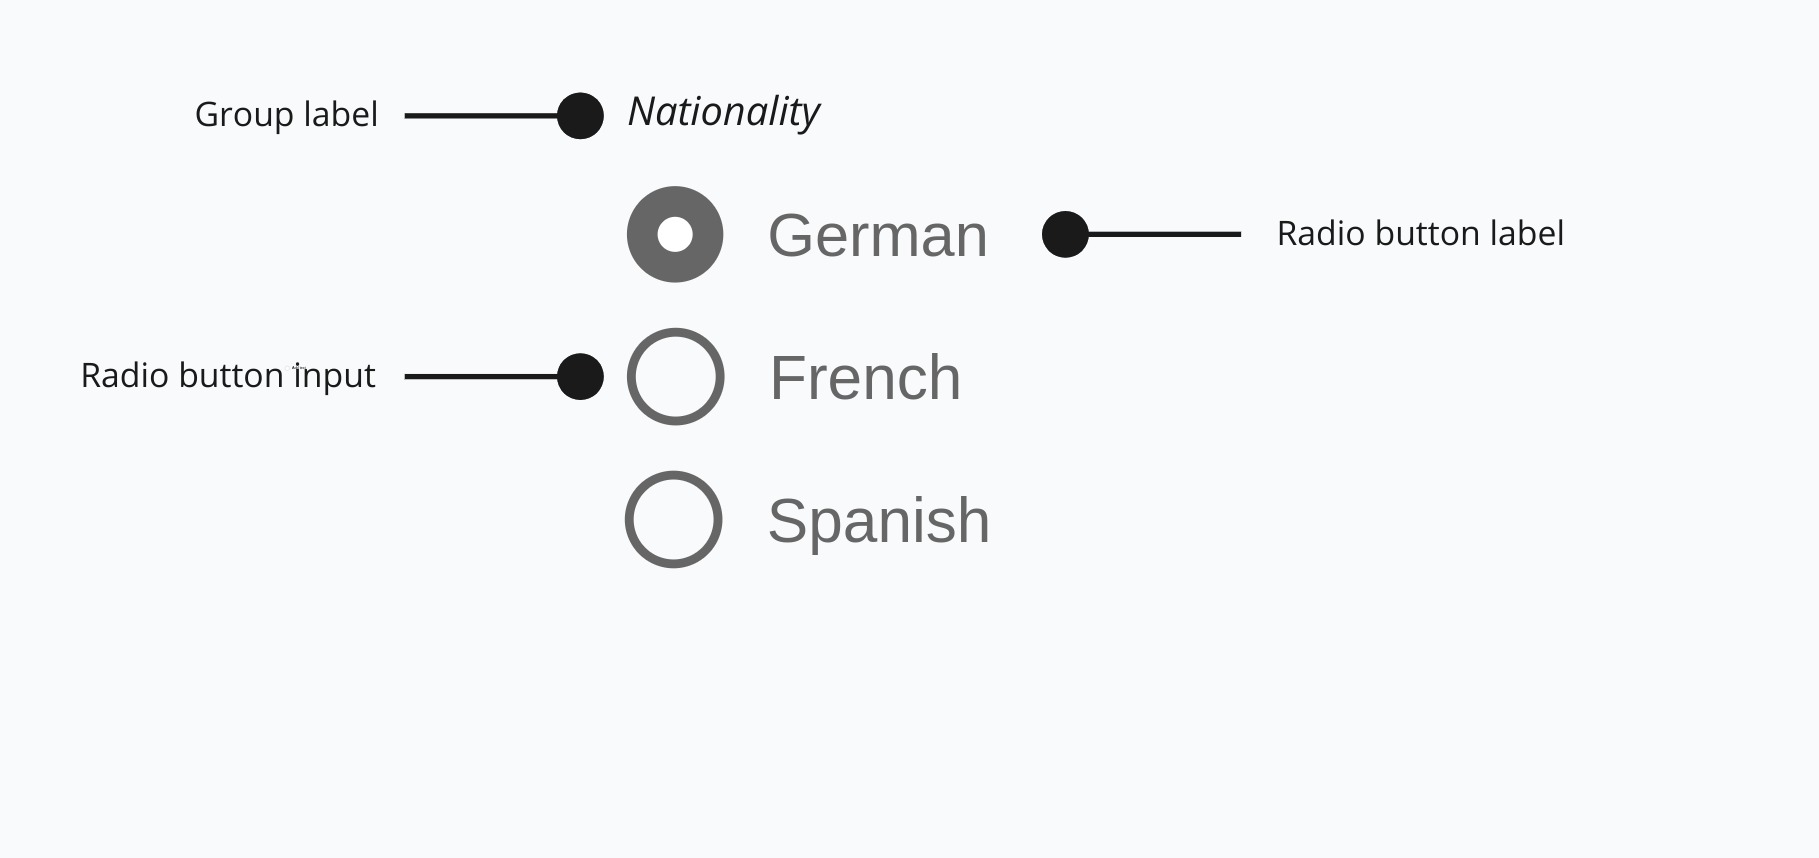 Group label
Nationality
German
Radio button label
Radio button input
French
Spanish